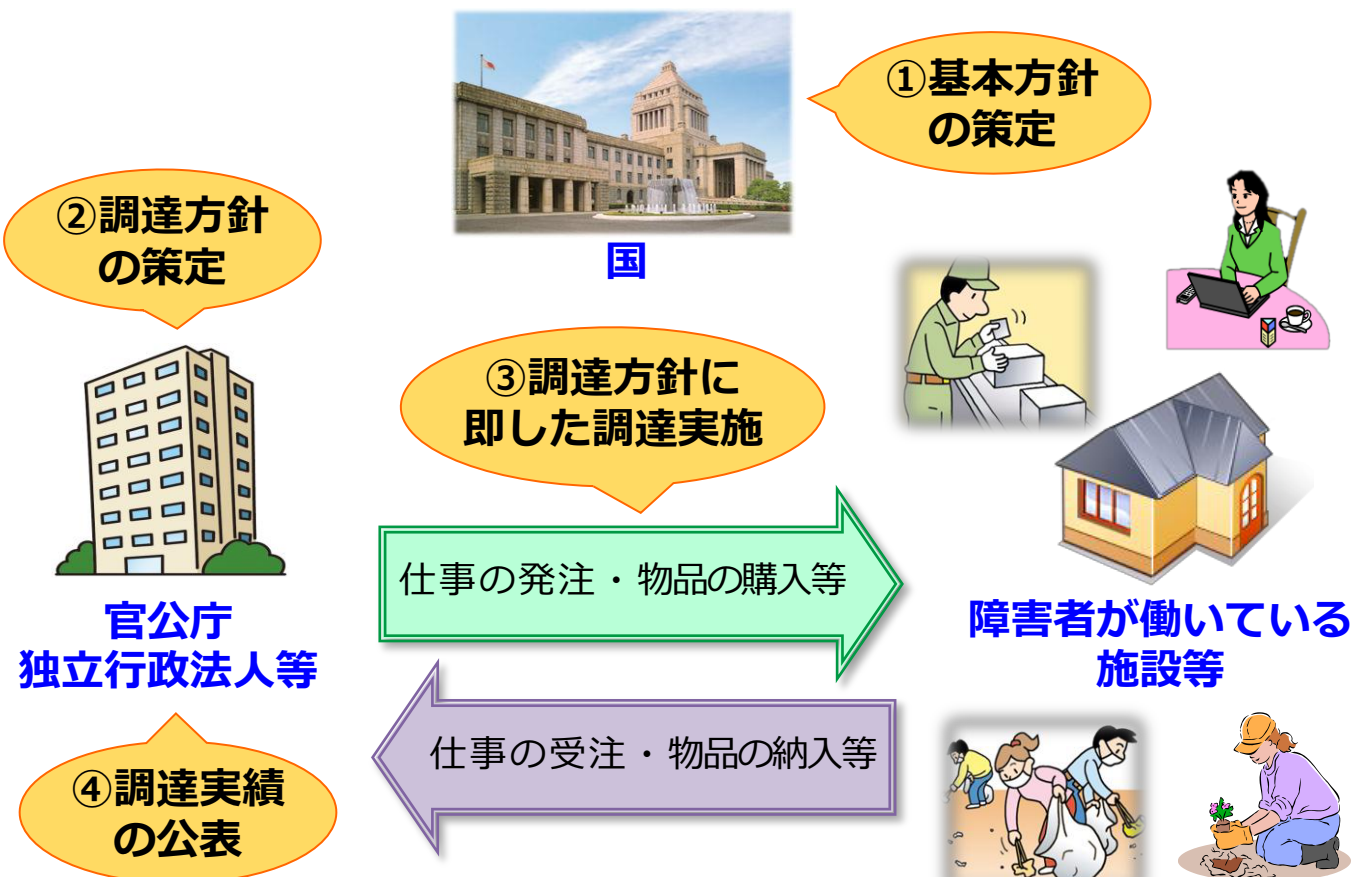 ①基本方針
の策定
国
②調達方針
の策定
③調達方針に
即した調達実施
仕事の発注・物品の購入等
官公庁
独立行政法人等
障害者が働いている
施設等
仕事の受注・物品の納入等
④調達実績
の公表